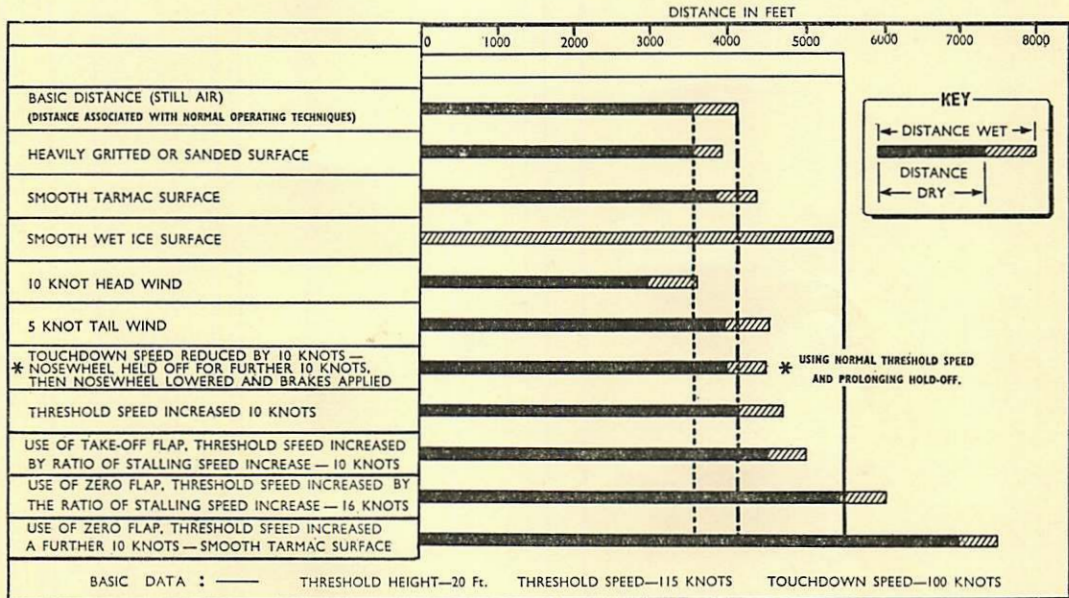 DISTANCE IN FEET
0 1000 2000 3000 4000 5000 6000 7000 8000
BASIC DISTANCE (STILL AIR)
(DISTANCE ASSOCIATED WITH NORMAL OPERATING TECHNIQUES)
HEAVILY GRITTED OR SANDED SURFACE
SMOOTH TARMAC SURFACE
SMOOTH WET ICE SURFACE
10 KNOT HEAD WIND
5 KNOT TAIL WIND
TOUCHDOWN SPEED REDUCED BY 10 KNOTS—
* NOSEWHEEL HELD OFF FOR FURTHER 10 KNOTS,
THEN NOSEWHEEL LOWERED AND BRAKES APPLIED
THRESHOLD SPEED INCREASED 10 KNOTS
USE OF TAKE-OFF FLAP, THRESHOLD SPEED INCREASED
BY RATIO OF STALLING SPEED INCREASE — 10 KNOTS
USE OF ZERO FLAP, THRESHOLD SPEED INCREASED BY
THE RATIO OF STALLING SPEED INCREASE — 16 KNOTS
USE OF ZERO FLAP, THRESHOLD SPEED INCREASED
A FURTHER 10 KNOTS — SMOOTH TARMAC SURFACE
KEY
DISTANCE WET
DISTANCE
DRY
* USING NORMAL THRESHOLD SPEED
AND PROLONGING HOLD-OFF.
BASIC DATA : — THRESHOLD HEIGHT—20 Ft. THRESHOLD SPEED—115 KNOTS TOUCHDOWN SPEED—100 KNOTS